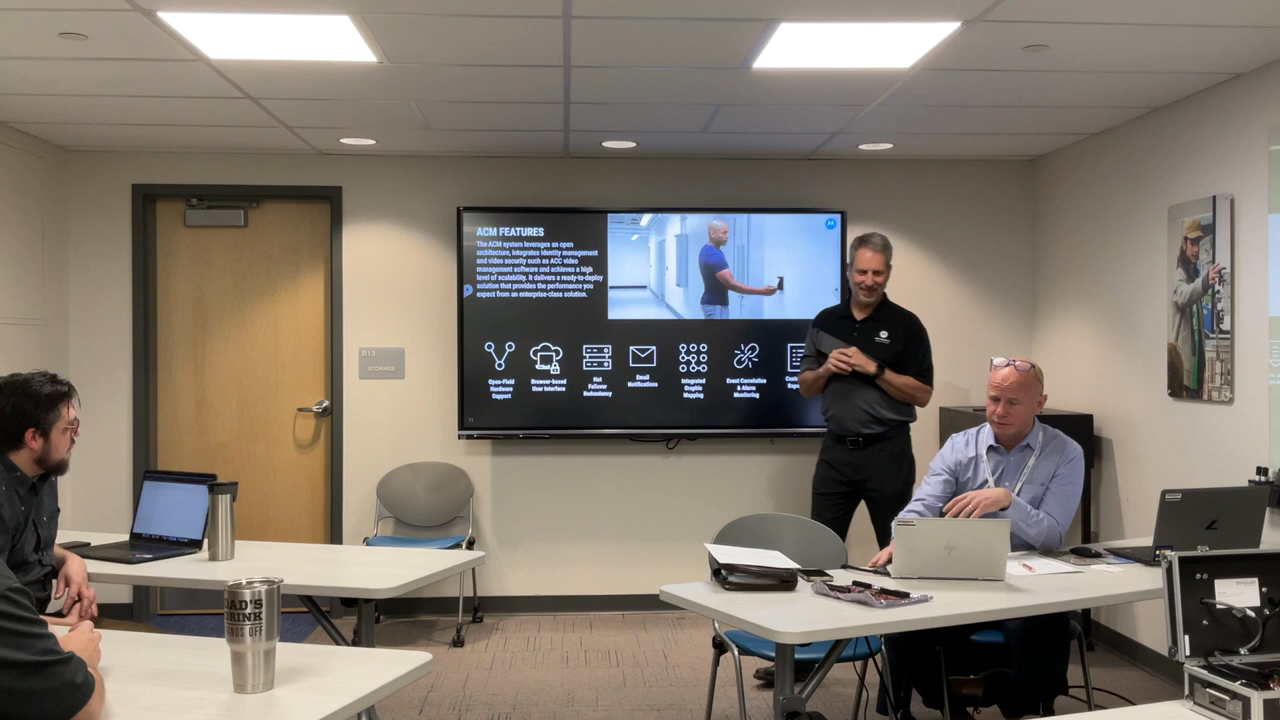 ACM FEATURES
The ACM system leverages an open
architecture, integrates identity management
and video security such as ACC video
management software and achieves a high
level of scalability. It delivers a ready-to-deploy
solution that provides the performance you
expect from an enterprise-class solution.
Open-Field
Hardware
Support
Browser-based
User Interface
Hot
Failover
Redundancy
Email
Notifications
Integrated
Graphic
Mapping
Event Correlation
& Alarm
Monitoring
B13
STORAGE
DAD'S
DRINK
HANDS OFF
hp